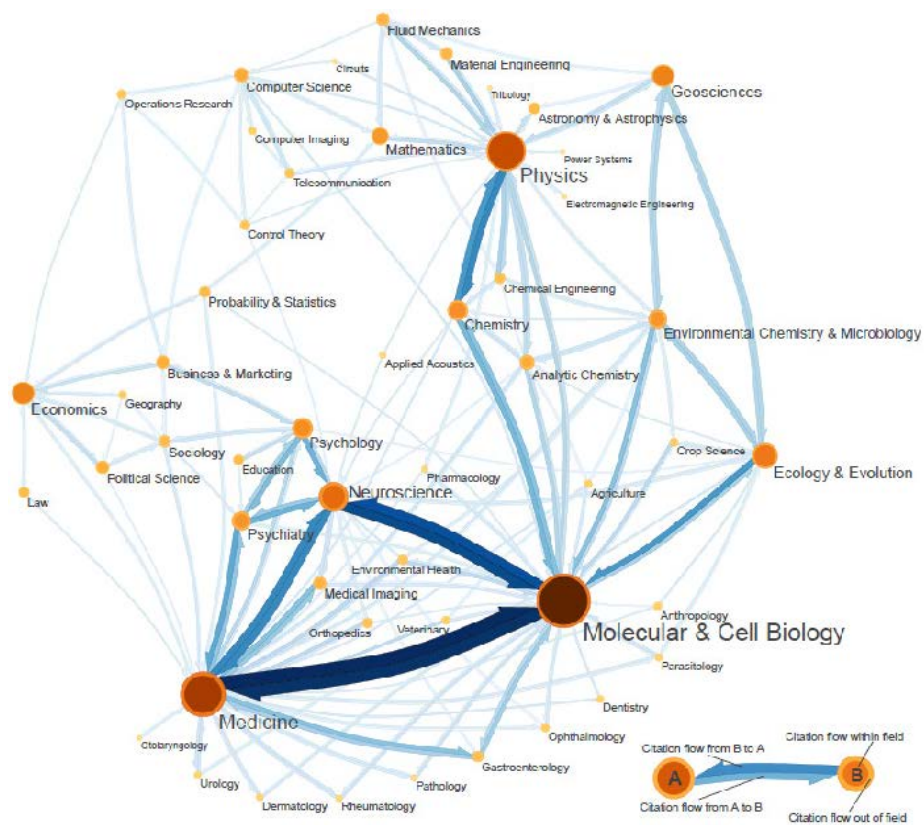 Fluid Mechanics
Material Engineering
Circuits
Computer Science
Tribology
Geosciences
Operations Research
Astronomy & Astrophysics
Computer Imaging
Mathematics
Power Systems
Physics
Telecommunication
Electromagnetic Engineering
Control Theory
Probability & Statistics
Chemical Engineering
Chemistry
Environmental Chemistry & Microbiology
Applied Acoustics
Business & Marketing
Analytic Chemistry
Economics
Geography
Psychology
Sociology
Crop Science
Education
Political Science
Pharmacology
Ecology & Evolution
Neuroscience
Agriculture
Law
Psychiatry
Environmental Health
Medical Imaging
Anthropology
Orthopedics
Veterinary
Molecular & Cell Biology
Parasitology
Medicine
Dentistry
Ophthalmology
Otolaryngology
Gastroenterology
Urology
Pathology
Dermatology
Rheumatology
Citation flow from B to A
Citation flow within field
A
B
Citation flow from A to B
Citation flow out of field